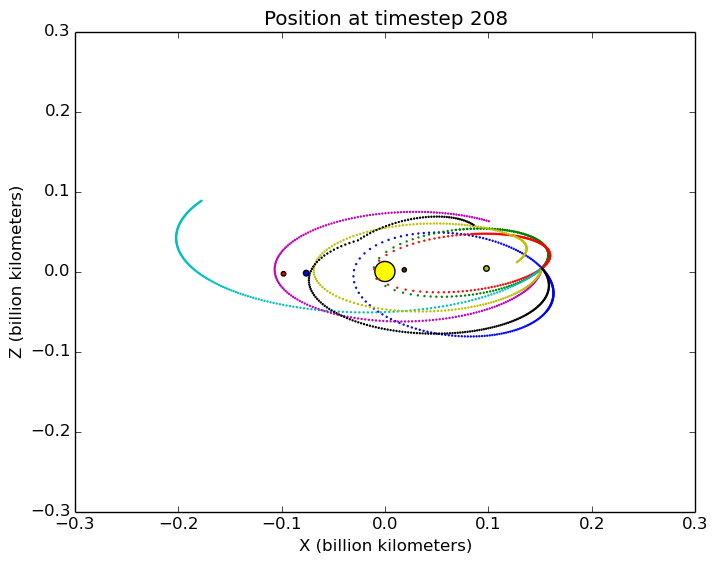 Position at timestep 208
0.3
0.2
0.1
0.0
−0.1
−0.2
−0.3
Z (billion kilometers)
−0.3 −0.2 −0.1 0.0 0.1 0.2 0.3
X (billion kilometers)